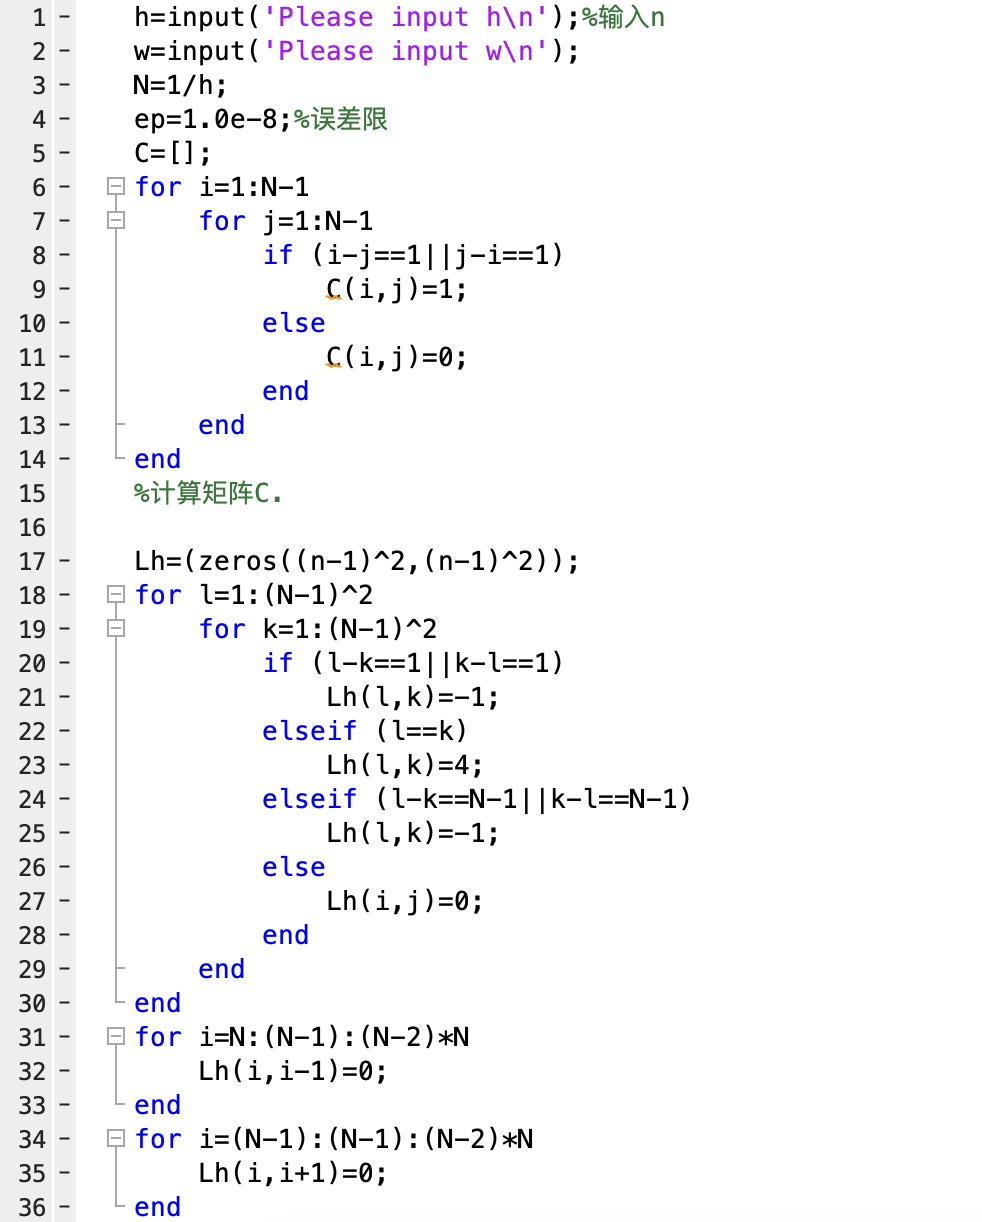 1 - h=input('Please input h\n');%输入n
2 - w=input('Please input w\n');
3 - N=1/h;
4 - ep=1.0e-8;%误差限
5 - C=[];
6 - for i=1:N-1
7 - for j=1:N-1
8 - if (i-j==1||j-i==1)
9 - C(i,j)=1;
10 - else
11 - C(i,j)=0;
12 - end
13 - end
14 - end
15 %计算矩阵C.
16
17 - Lh=(zeros((n-1)^2,(n-1)^2));
18 - for l=1:(N-1)^2
19 - for k=1:(N-1)^2
20 - if (l-k==1||k-l==1)
21 - Lh(l,k)=-1;
22 - elseif (l==k)
23 - Lh(l,k)=4;
24 - elseif (l-k==N-1||k-l==N-1)
25 - Lh(l,k)=-1;
26 - else
27 - Lh(i,j)=0;
28 - end
29 - end
30 - end
31 - for i=N:(N-1):(N-2)*N
32 - Lh(i,i-1)=0;
33 - end
34 - for i=(N-1):(N-1):(N-2)*N
35 - Lh(i,i+1)=0;
36 - end